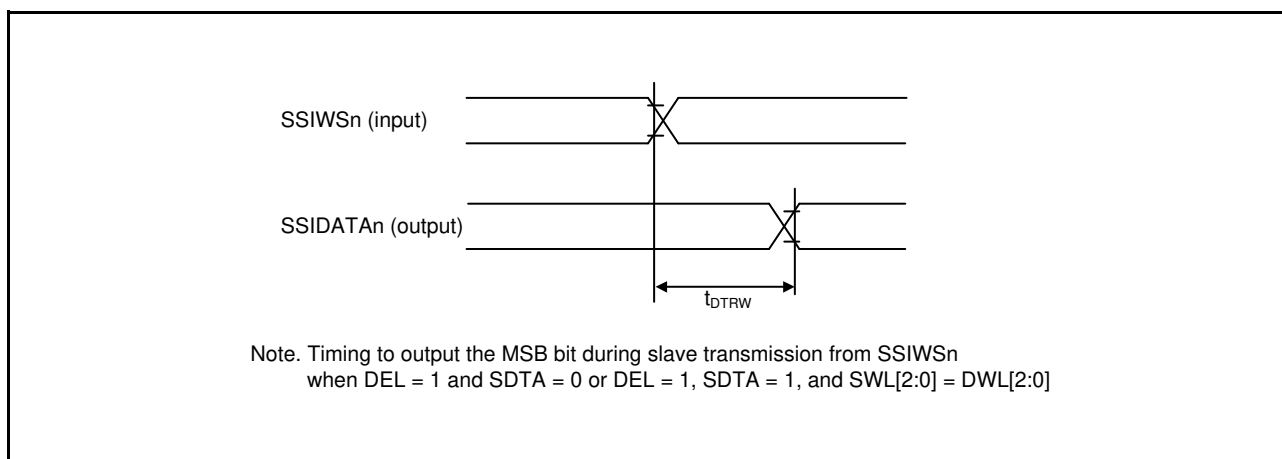 SSIWSn (input)
SSIDATAn (output)
tDTRW
Note. Timing to output the MSB bit during slave transmission from SSIWSn
when DEL = 1 and SDTA = 0 or DEL = 1, SDTA = 1, and SWL[2:0] = DWL[2:0]